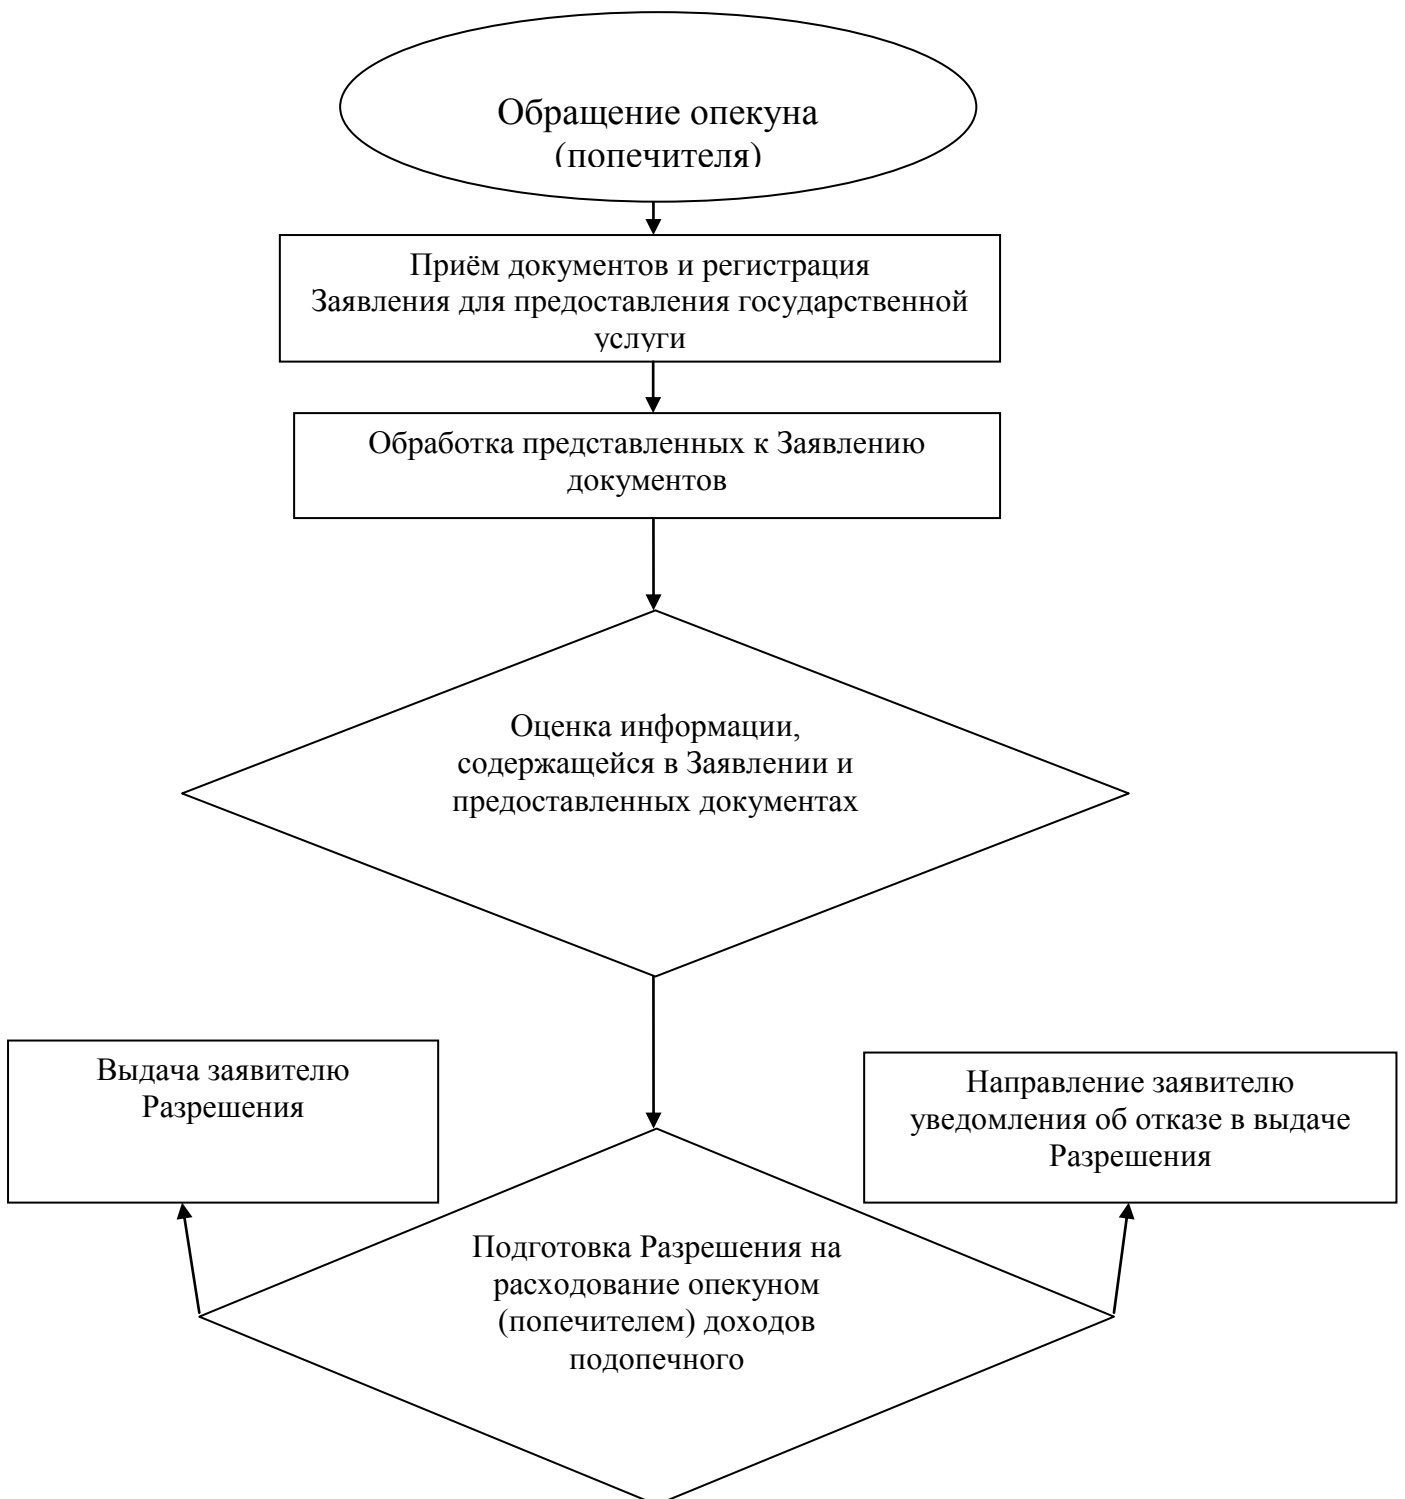 Обращение опекуна
(попечителя)
Приём документов и регистрация
Заявления для предоставления государственной
услуги
Обработка представленных к Заявлению
документов
Оценка информации,
содержащейся в Заявлении и
предоставленных документах
Выдача заявителю
Разрешения
Направление заявителю
уведомления об отказе в выдаче
Разрешения
Подготовка Разрешения на
расходование опекуном
(попечителем) доходов
подопечного